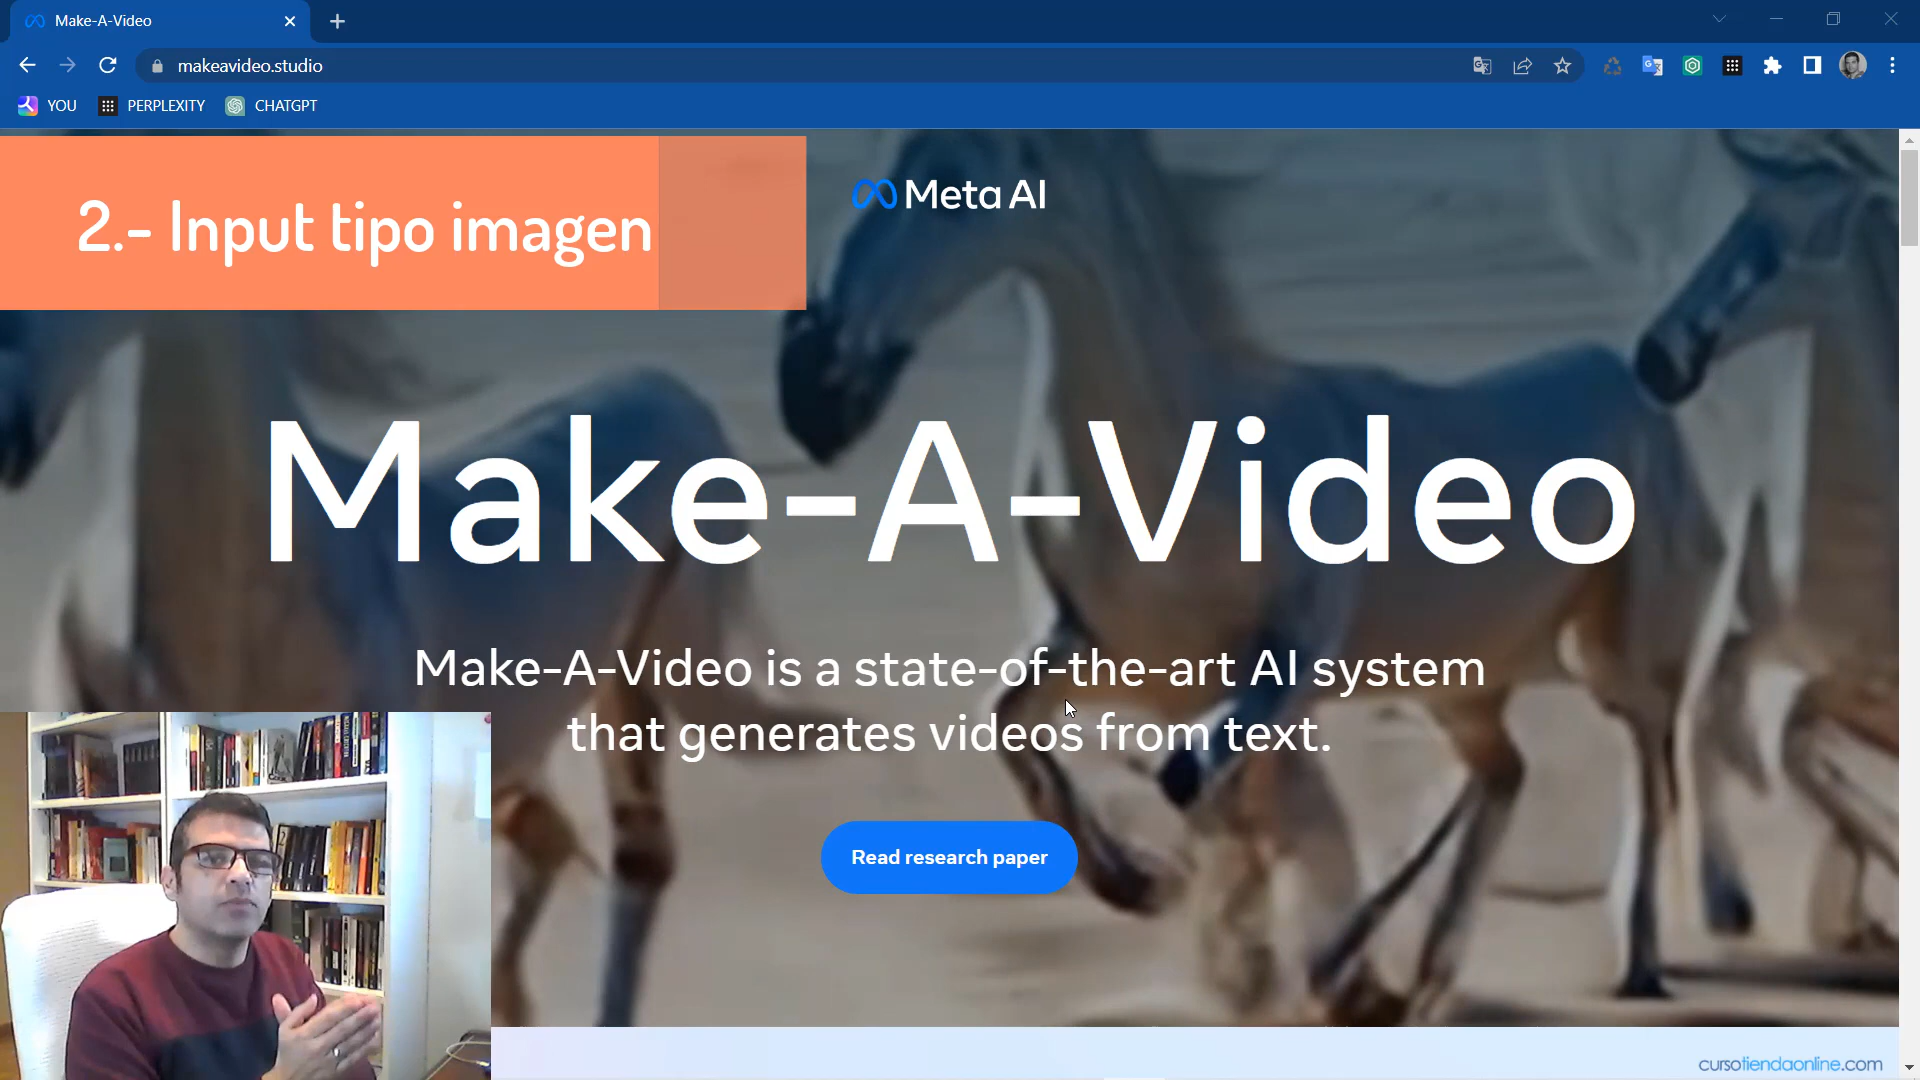 Make-A-Video
makeavideo.studio
YOU PERPLEXITY CHATGPT
2.- Input tipo imagen
Meta AI
Make-A-Video
Make-A-Video is a state-of-the-art AI system
that generates videos from text.
Read research paper
cursotiendaonline.com